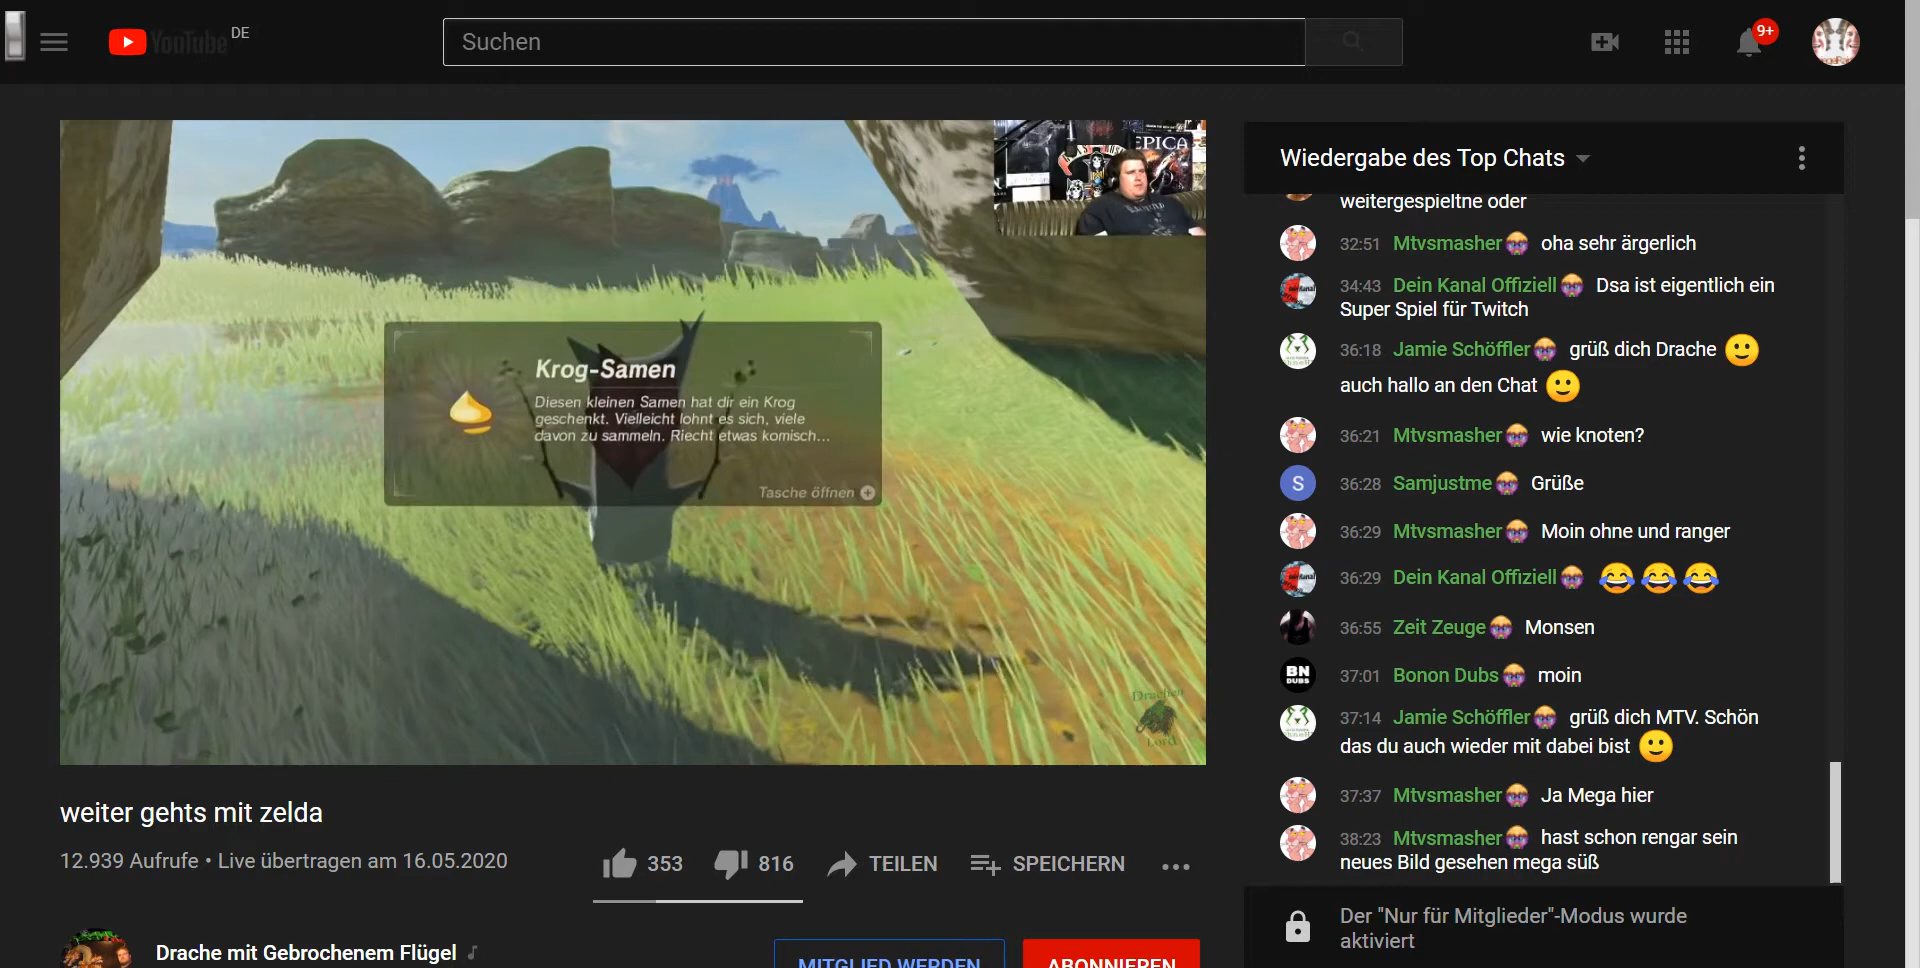 YouTube DE
Suchen
9+
EPICA
Krog-Samen
Diesen kleinen Samen hat dir ein Krog
geschenkt. Vielleicht lohnt es sich, viele
davon zu sammeln. Riecht etwas komisch...
Tasche öffnen
Drachen
Lord
weiter gehts mit zelda
12.939 Aufrufe • Live übertragen am 16.05.2020
353
816
TEILEN
SPEICHERN
Drache mit Gebrochenem Flügel
MITGLIED WERDEN
ABONNIEREN
Wiedergabe des Top Chats
weitergespieltne oder
32:51 Mtvsmasher oha sehr ärgerlich
34:43 Dein Kanal Offiziell Dsa ist eigentlich ein
Super Spiel für Twitch
36:18 Jamie Schöffler grüß dich Drache 🙂
auch hallo an den Chat 🙂
36:21 Mtvsmasher wie knoten?
S
36:28 Samjustme Grüße
36:29 Mtvsmasher Moin ohne und ranger
36:29 Dein Kanal Offiziell 😂😂😂
36:55 Zeit Zeuge Monsen
BN
DUBS
37:01 Bonon Dubs moin
37:14 Jamie Schöffler grüß dich MTV. Schön
das du auch wieder mit dabei bist 🙂
37:37 Mtvsmasher Ja Mega hier
38:23 Mtvsmasher hast schon rengar sein
neues Bild gesehen mega süß
Der "Nur für Mitglieder"-Modus wurde
aktiviert